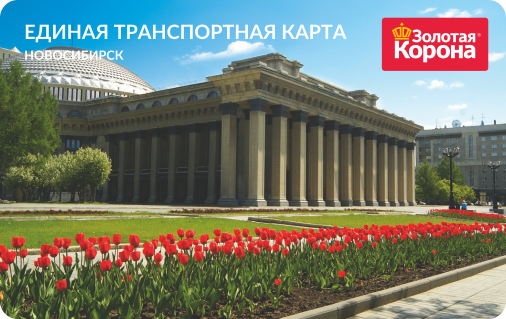 ЕДИНАЯ ТРАНСПОРТНАЯ КАРТА
НОВОСИБИРСК
Золотая®
Корона